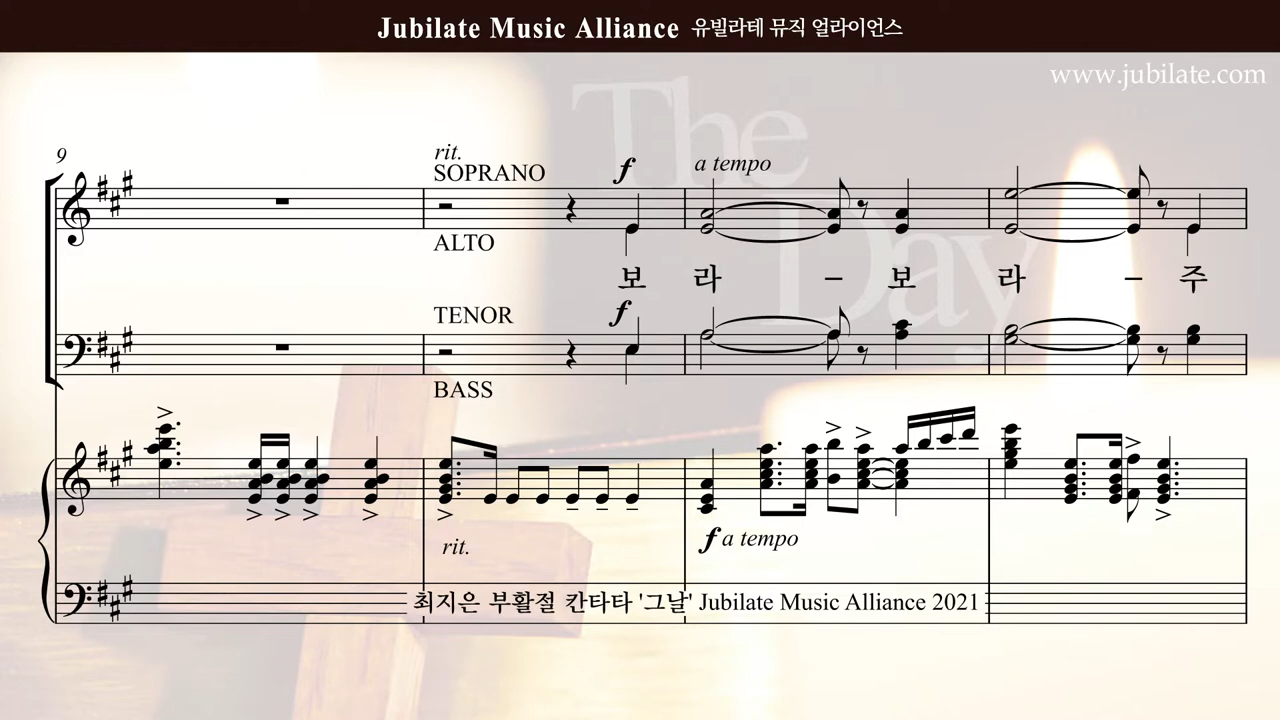 Jubilate Music Alliance 유빌라테 뮤직 얼라이언스
www.jubilate.com
The
Day
9
rit.
SOPRANO
f
a tempo
ALTO
보 라 – 보 라 – 주
TENOR
f
BASS
rit.
f a tempo
최지은 부활절 칸타타 '그날' Jubilate Music Alliance 2021